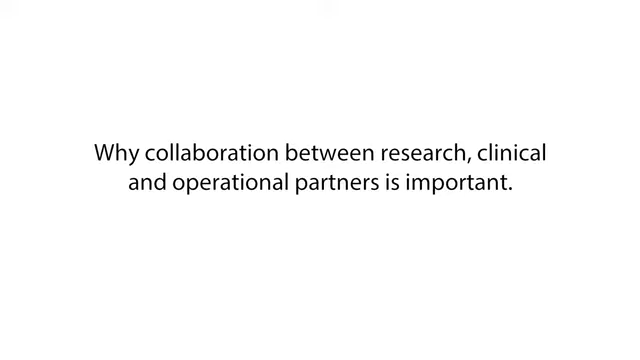 Why collaboration between research, clinical
and operational partners is important.